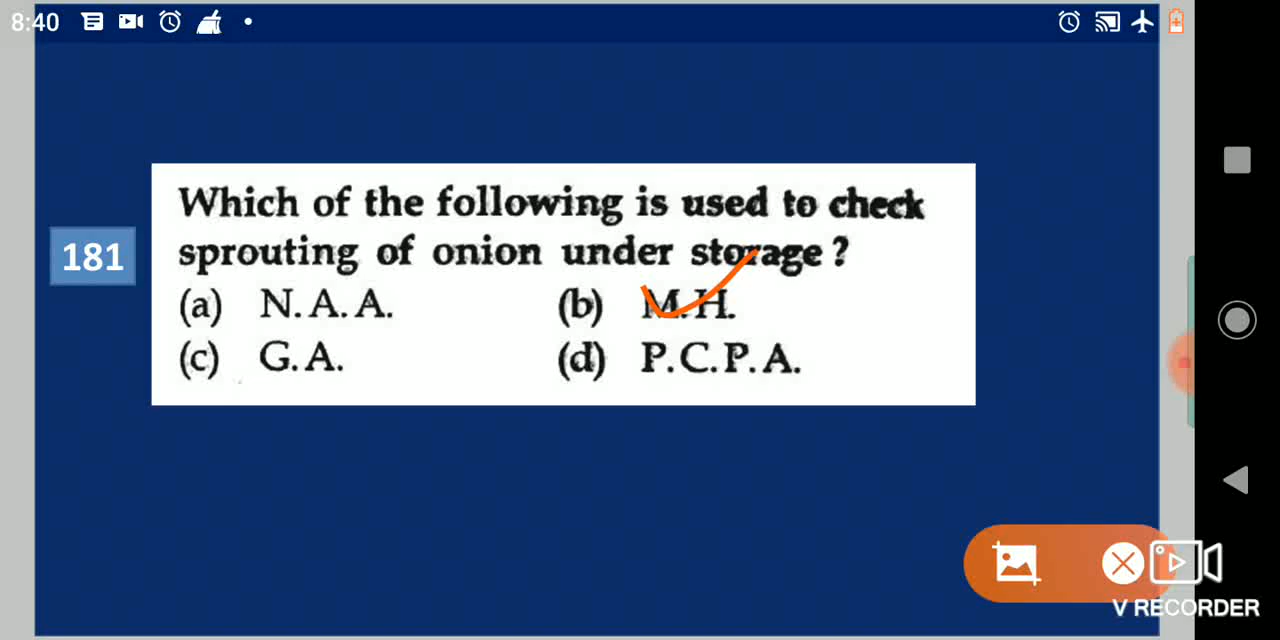 8:40
181
Which of the following is used to check
sprouting of onion under storage ?
(a) N. A. A. (b) M.H.
(c) G. A. (d) P. C. P. A.
V RECORDER